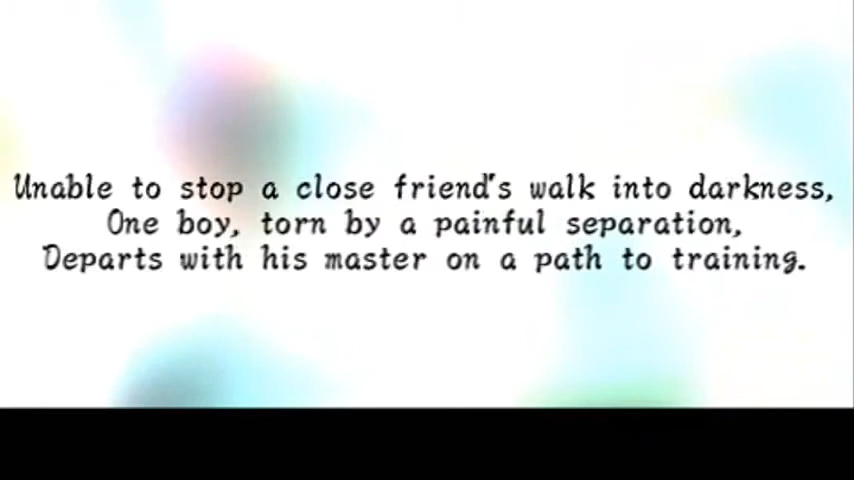 Unable to stop a close friend's walk into darkness,
One boy, torn by a painful separation,
Departs with his master on a path to training.